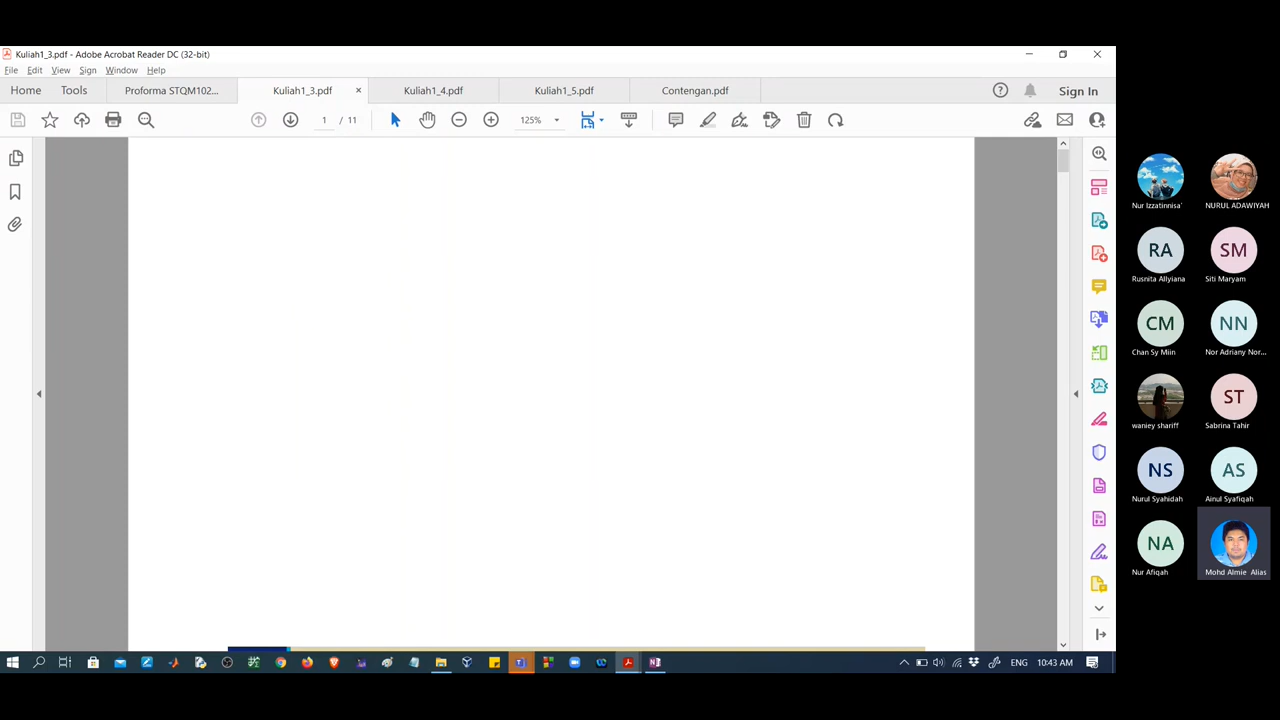 Kuliah1_3.pdf - Adobe Acrobat Reader DC (32-bit)
File Edit View Sign Window Help
Home Tools Proforma STQM102... Kuliah1_3.pdf × Kuliah1_4.pdf Kuliah1_5.pdf Contengan.pdf Sign In
1 / 11 125%
Nur Izzatinnisa' NURUL ADAWIYAH
RA SM
Rusnita Allyiana Siti Maryam
CM NN
Chan Sy Miin Nor Adriany Nor...
ST
waniey shariff Sabrina Tahir
NS AS
Nurul Syahidah Ainul Syafiqah
NA
Nur Afiqah Mohd Almie Alias
ENG 10:43 AM